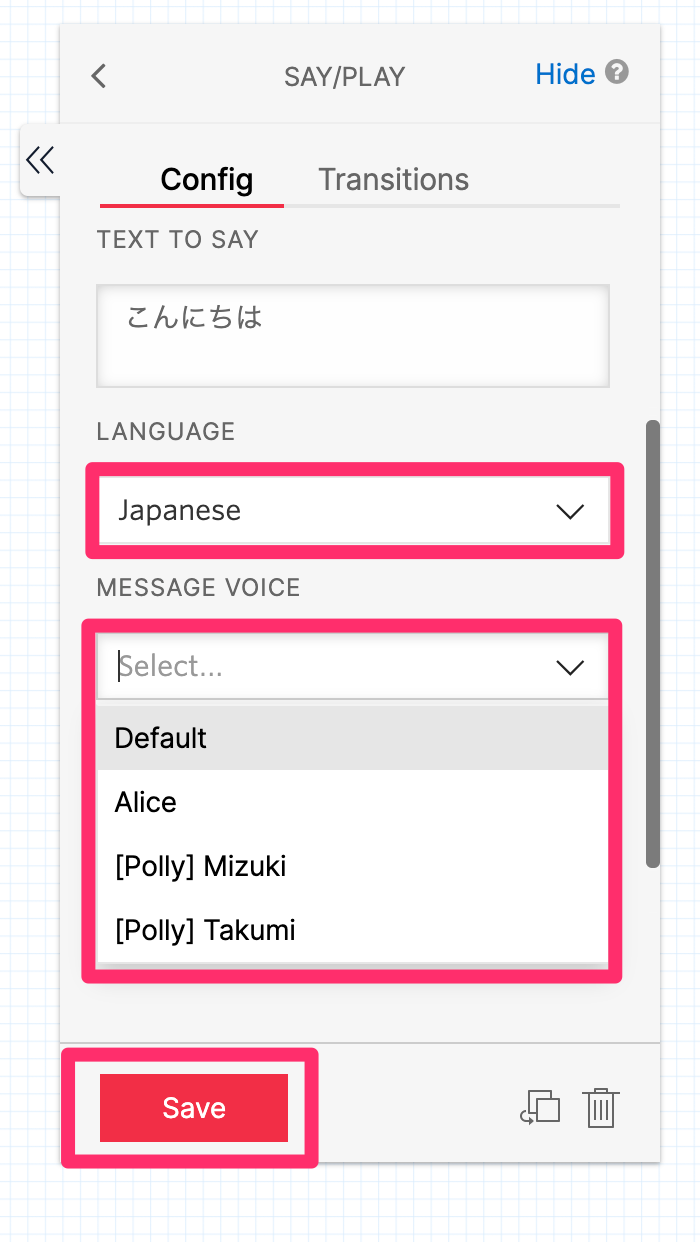 SAY/PLAY
Hide
Config Transitions
TEXT TO SAY
こんにちは
LANGUAGE
Japanese
MESSAGE VOICE
Select...
Default
Alice
[Polly] Mizuki
[Polly] Takumi
Save